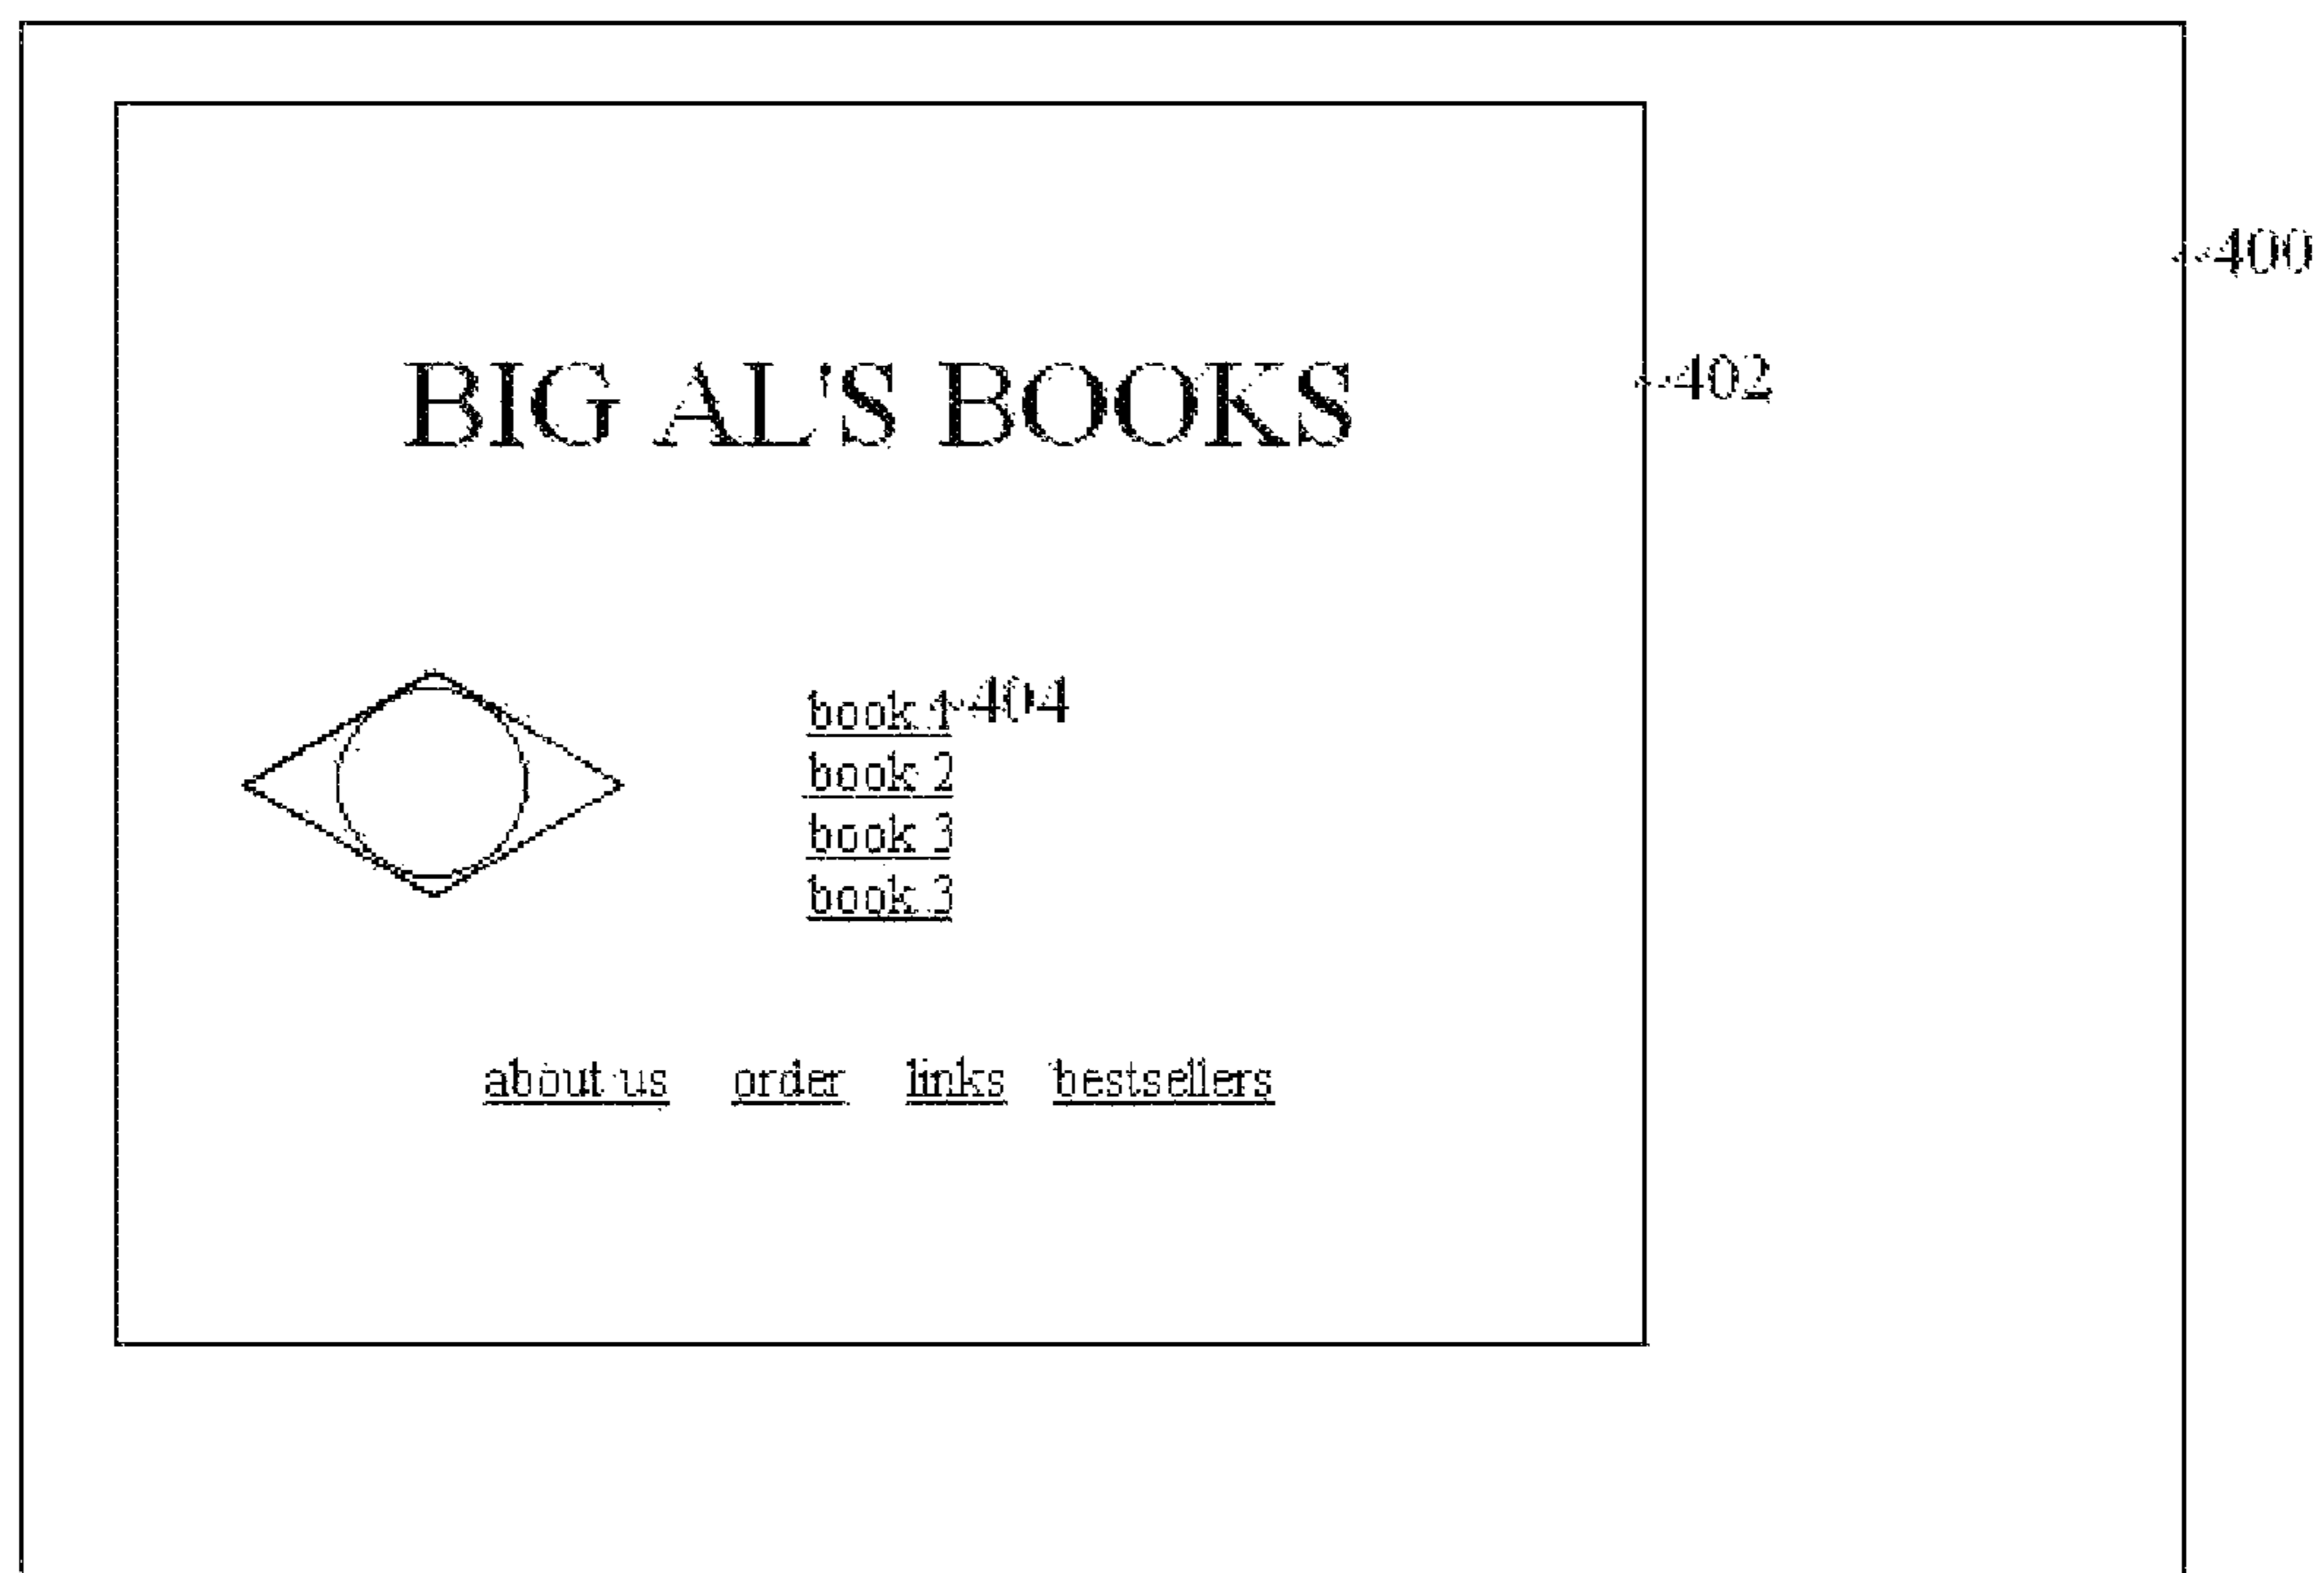 400
BIG AL'S BOOKS
402
book 1 404
book 2
book 3
book 3
about us order links bestsellers